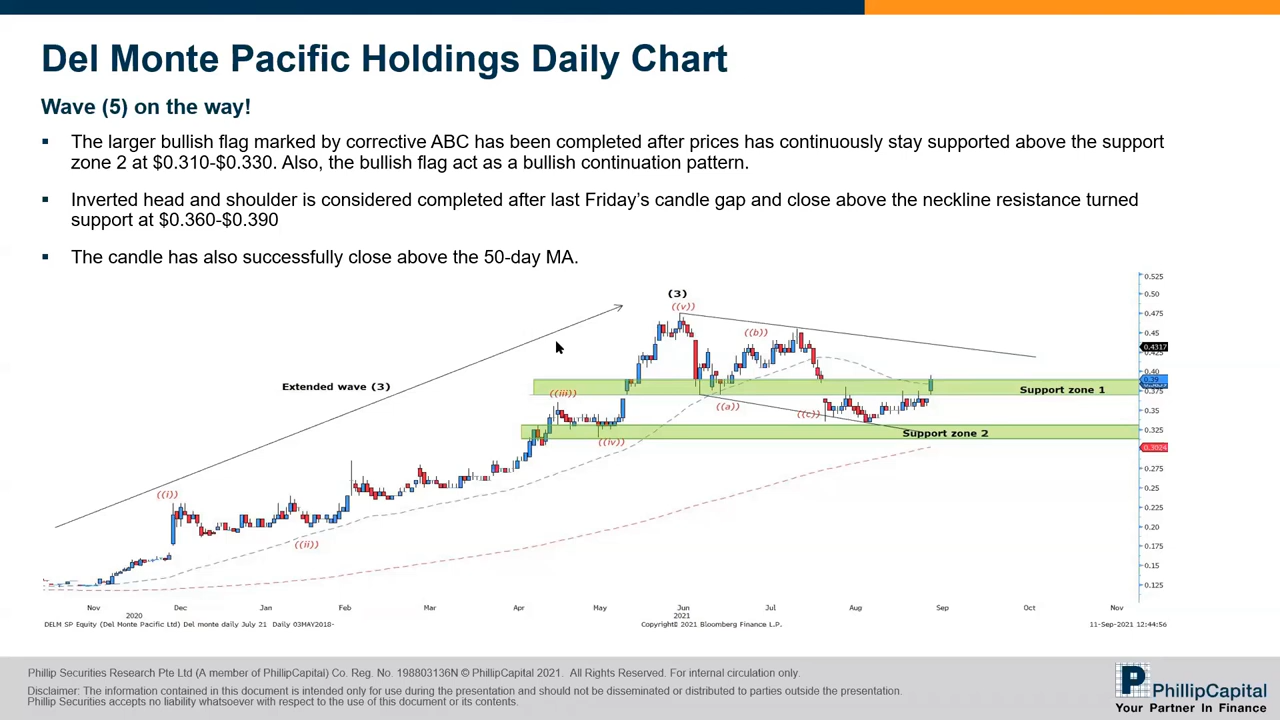 Del Monte Pacific Holdings Daily Chart
Wave (5) on the way!
▪ The larger bullish flag marked by corrective ABC has been completed after prices has continuously stay supported above the support
zone 2 at $0.310-$0.330. Also, the bullish flag act as a bullish continuation pattern.
▪ Inverted head and shoulder is considered completed after last Friday's candle gap and close above the neckline resistance turned
support at $0.360-$0.390
▪ The candle has also successfully close above the 50-day MA.
0.525
(3)
0.50
((v))
0.475
((b))
0.45
0.4317
0.425
0.40
Extended wave (3)
0.39
Support zone 1
0.375
((iii))
((a))
0.35
((c))
Support zone 2
0.325
((iv))
0.3024
0.275
((i))
0.25
0.225
0.20
((ii))
0.175
0.15
0.125
Nov Dec Jan Feb Mar Apr May Jun Jul Aug Sep Oct Nov
2020 2021
DELM SP Equity (Del Monte Pacific Ltd) Del monte daily July 21 Daily 03MAY2018- Copyright© 2021 Bloomberg Finance L.P. 11-Sep-2021 12:44:56
Phillip Securities Research Pte Ltd (A member of PhillipCapital) Co. Reg. No. 198803136N © PhillipCapital 2021. All Rights Reserved. For internal circulation only.
Disclaimer: The information contained in this document is intended only for use during the presentation and should not be disseminated or distributed to parties outside the presentation.
Phillip Securities accepts no liability whatsoever with respect to the use of this document or its contents.
PhillipCapital
Your Partner In Finance